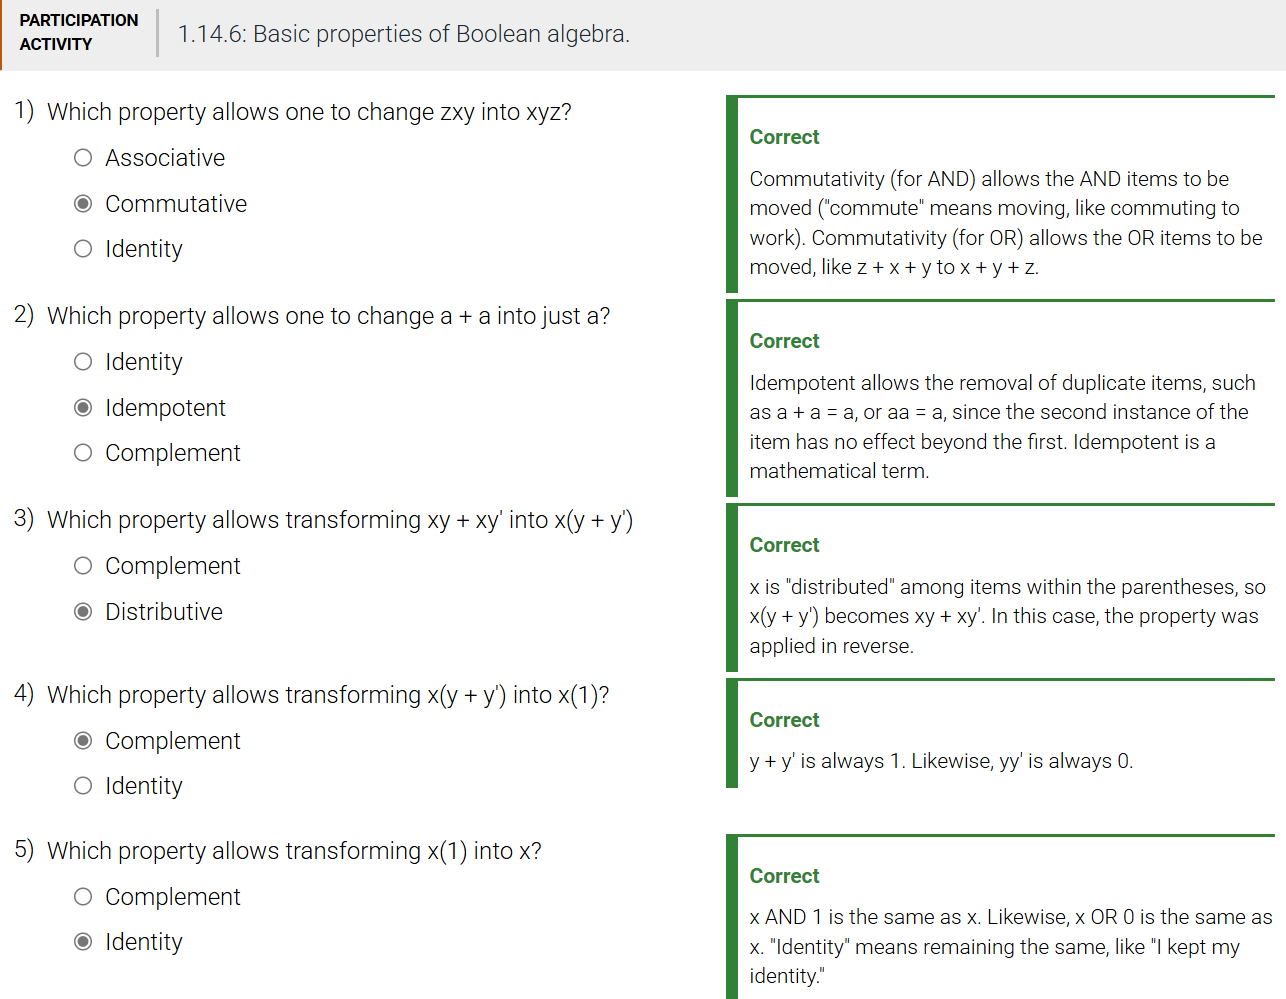 PARTICIPATION
ACTIVITY
1.14.6: Basic properties of Boolean algebra.
1) Which property allows one to change zxy into xyz?
Associative
Commutative
Identity
Correct
Commutativity (for AND) allows the AND items to be
moved ("commute" means moving, like commuting to
work). Commutativity (for OR) allows the OR items to be
moved, like z + x + y to x + y + z.
2) Which property allows one to change a + a into just a?
Identity
Idempotent
Complement
Correct
Idempotent allows the removal of duplicate items, such
as a + a = a, or aa = a, since the second instance of the
item has no effect beyond the first. Idempotent is a
mathematical term.
3) Which property allows transforming xy + xy' into x(y + y')
Complement
Distributive
Correct
x is "distributed" among items within the parentheses, so
x(y + y') becomes xy + xy'. In this case, the property was
applied in reverse.
4) Which property allows transforming x(y + y') into x(1)?
Complement
Identity
Correct
y + y' is always 1. Likewise, yy' is always 0.
5) Which property allows transforming x(1) into x?
Complement
Identity
Correct
x AND 1 is the same as x. Likewise, x OR 0 is the same as
x. "Identity" means remaining the same, like "I kept my
identity."